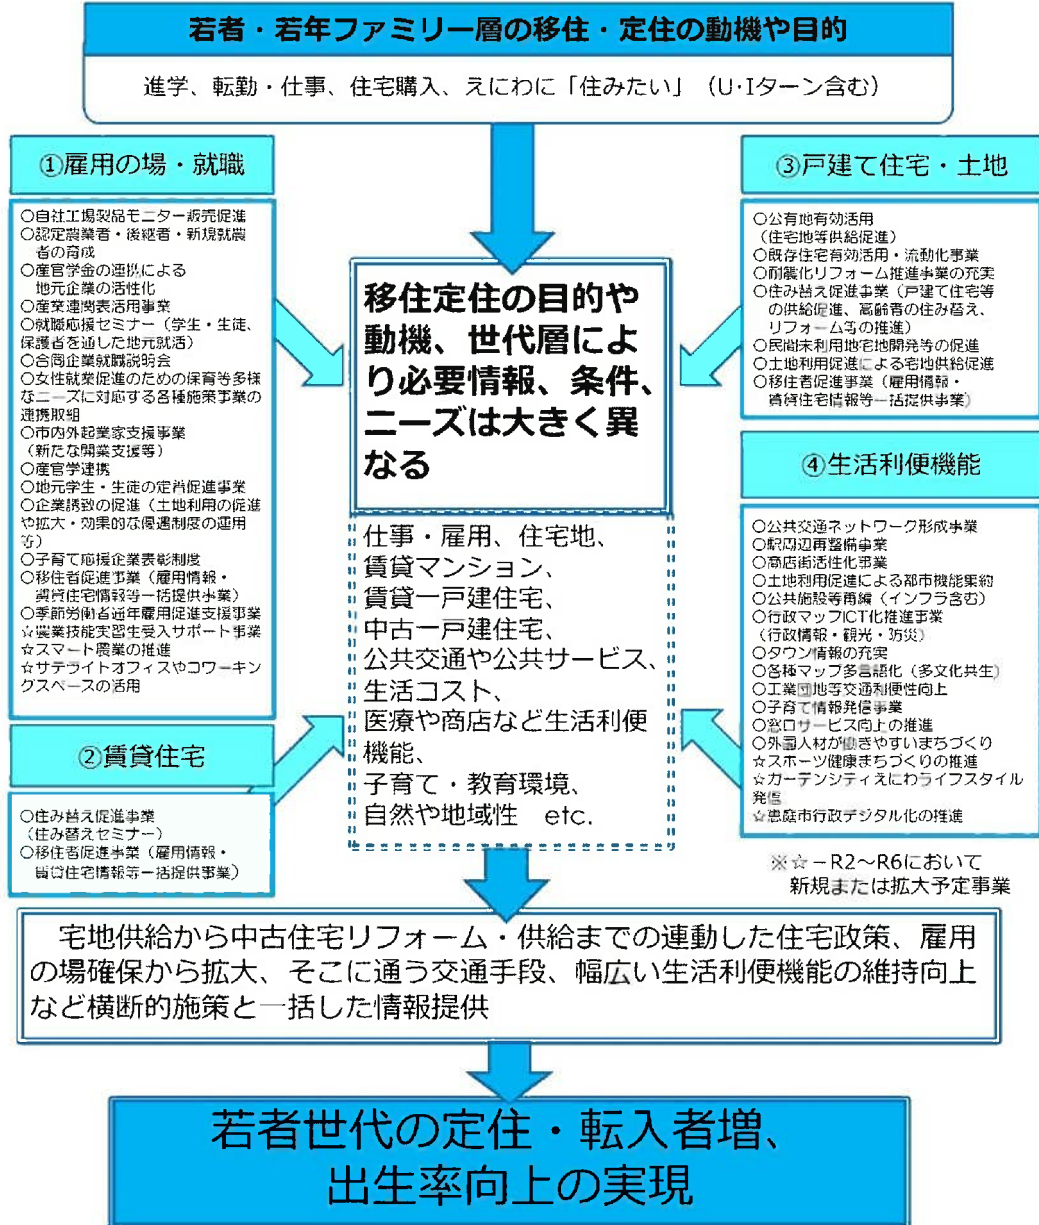 若者・若年ファミリー層の移住・定住の動機や目的
進学、転勤・仕事、住宅購入、えにわに「住みたい」（U・Iターン含む）
①雇用の場・就職
○自社工場製品モニター販売促進
○認定農業者・後継者・新規就農
者の育成
○産官学金の連携による
地元企業の活性化
○産業連関表活用事業
○就職応援セミナー（学生・生徒、
保護者を通した地元就活）
○合同企業就職説明会
○女性就業促進のための保育等多様
なニーズに対応する各種施策事業の
連携取組
○市内外起業家支援事業
（新たな開業支援等）
○産官学連携
○地元学生・生徒の定着促進事業
○企業誘致の促進（土地利用の促進
や拡大・効果的な優遇制度の運用
等）
○子育て応援企業表彰制度
○移住者促進事業（雇用情報・
賃貸住宅情報等一括提供事業）
○季節労働者通年雇用促進支援事業
☆農業技能実習生受入サポート事業
☆スマート農業の推進
☆サテライトオフィスやコワーキン
グスペースの活用
②賃貸住宅
○住み替え促進事業
（住み替えセミナー）
○移住者促進事業（雇用情報・
賃貸住宅情報等一括提供事業）
移住定住の目的や
動機、世代層によ
り必要情報、条件、
ニーズは大きく異
なる
仕事・雇用、住宅地、
賃貸マンション、
賃貸一戸建住宅、
中古一戸建住宅、
公共交通や公共サービス、
生活コスト、
医療や商店など生活利便
機能、
子育て・教育環境、
自然や地域性　etc.
③戸建て住宅・土地
○公有地有効活用
（住宅地等供給促進）
○既存住宅有効活用・流動化事業
○耐震化リフォーム推進事業の充実
○住み替え促進事業（戸建て住宅等
の供給促進、高齢者の住み替え、
リフォーム等の推進）
○民間未利用地宅地開発等の促進
○土地利用促進による宅地供給促進
○移住者促進事業（雇用情報・
賃貸住宅情報等一括提供事業）
④生活利便機能
○公共交通ネットワーク形成事業
○駅周辺再整備事業
○商店街活性化事業
○土地利用促進による都市機能集約
○公共施設等再編（インフラ含む）
○行政マップICT化推進事業
（行政情報・観光・防災）
○タウン情報の充実
○各種マップ多言語化（多文化共生）
○工業団地等交通利便性向上
○子育て情報発信事業
○窓口サービス向上の推進
○外国人材が働きやすいまちづくり
☆スポーツ健康まちづくりの推進
☆ガーデンシティえにわライフスタイル
発信
☆恵庭市行政デジタル化の推進
※☆－R2～R6において
新規または拡大予定事業
宅地供給から中古住宅リフォーム・供給までの連動した住宅政策、雇用
の場確保から拡大、そこに通う交通手段、幅広い生活利便機能の維持向上
など横断的施策と一括した情報提供
若者世代の定住・転入者増、
出生率向上の実現